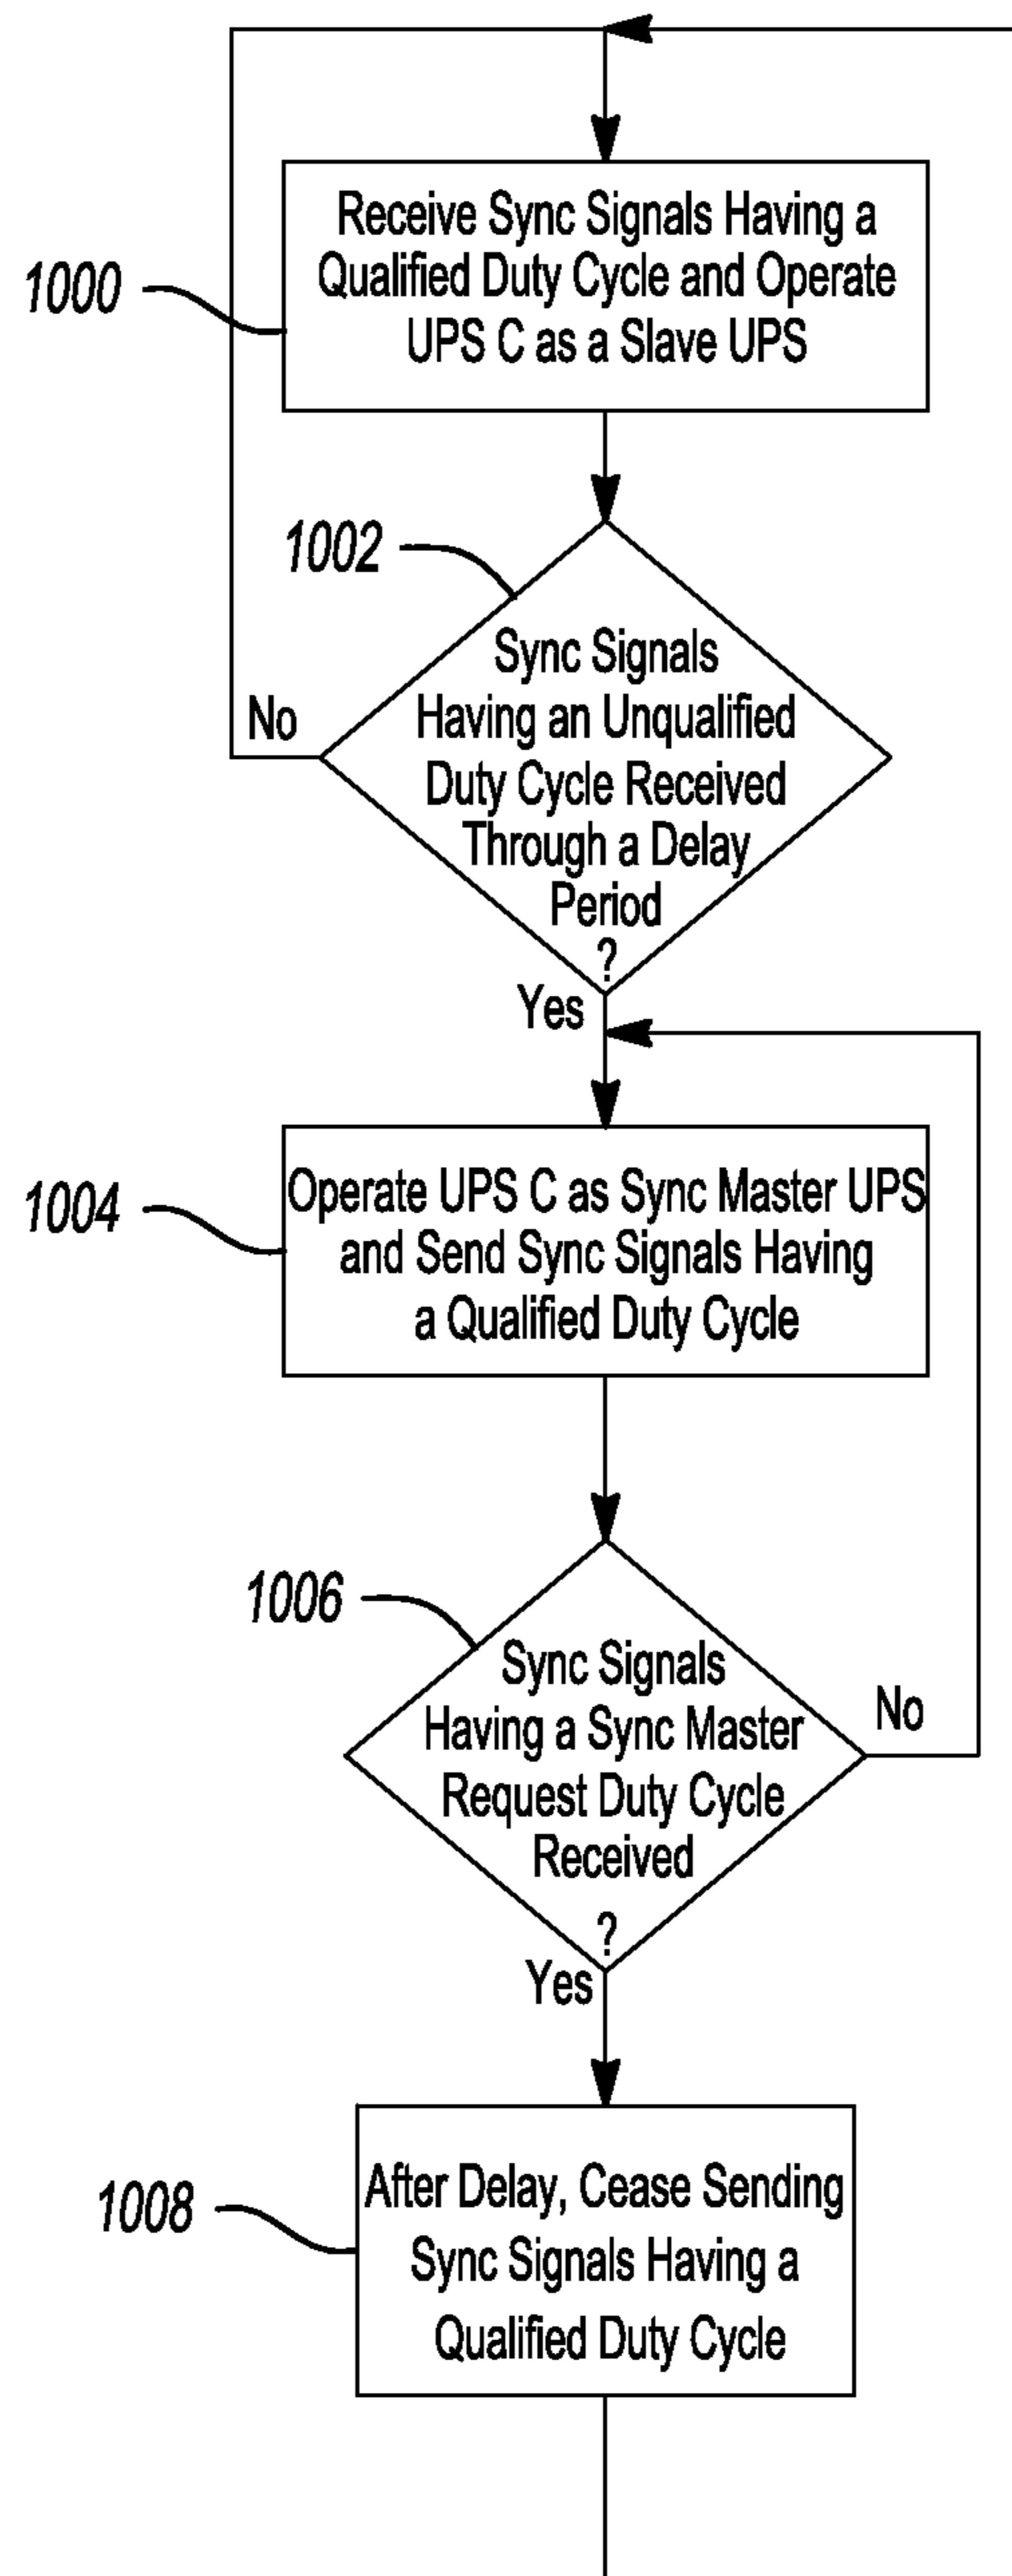 Receive Sync Signals Having a
Qualified Duty Cycle and Operate
UPS C as a Slave UPS
1000
1002
Sync Signals
Having an Unqualified
Duty Cycle Received
Through a Delay
Period
?
No
Yes
Operate UPS C as Sync Master UPS
and Send Sync Signals Having
a Qualified Duty Cycle
1004
1006
Sync Signals
Having a Sync Master
Request Duty Cycle
Received
?
No
Yes
After Delay, Cease Sending
Sync Signals Having a
Qualified Duty Cycle
1008